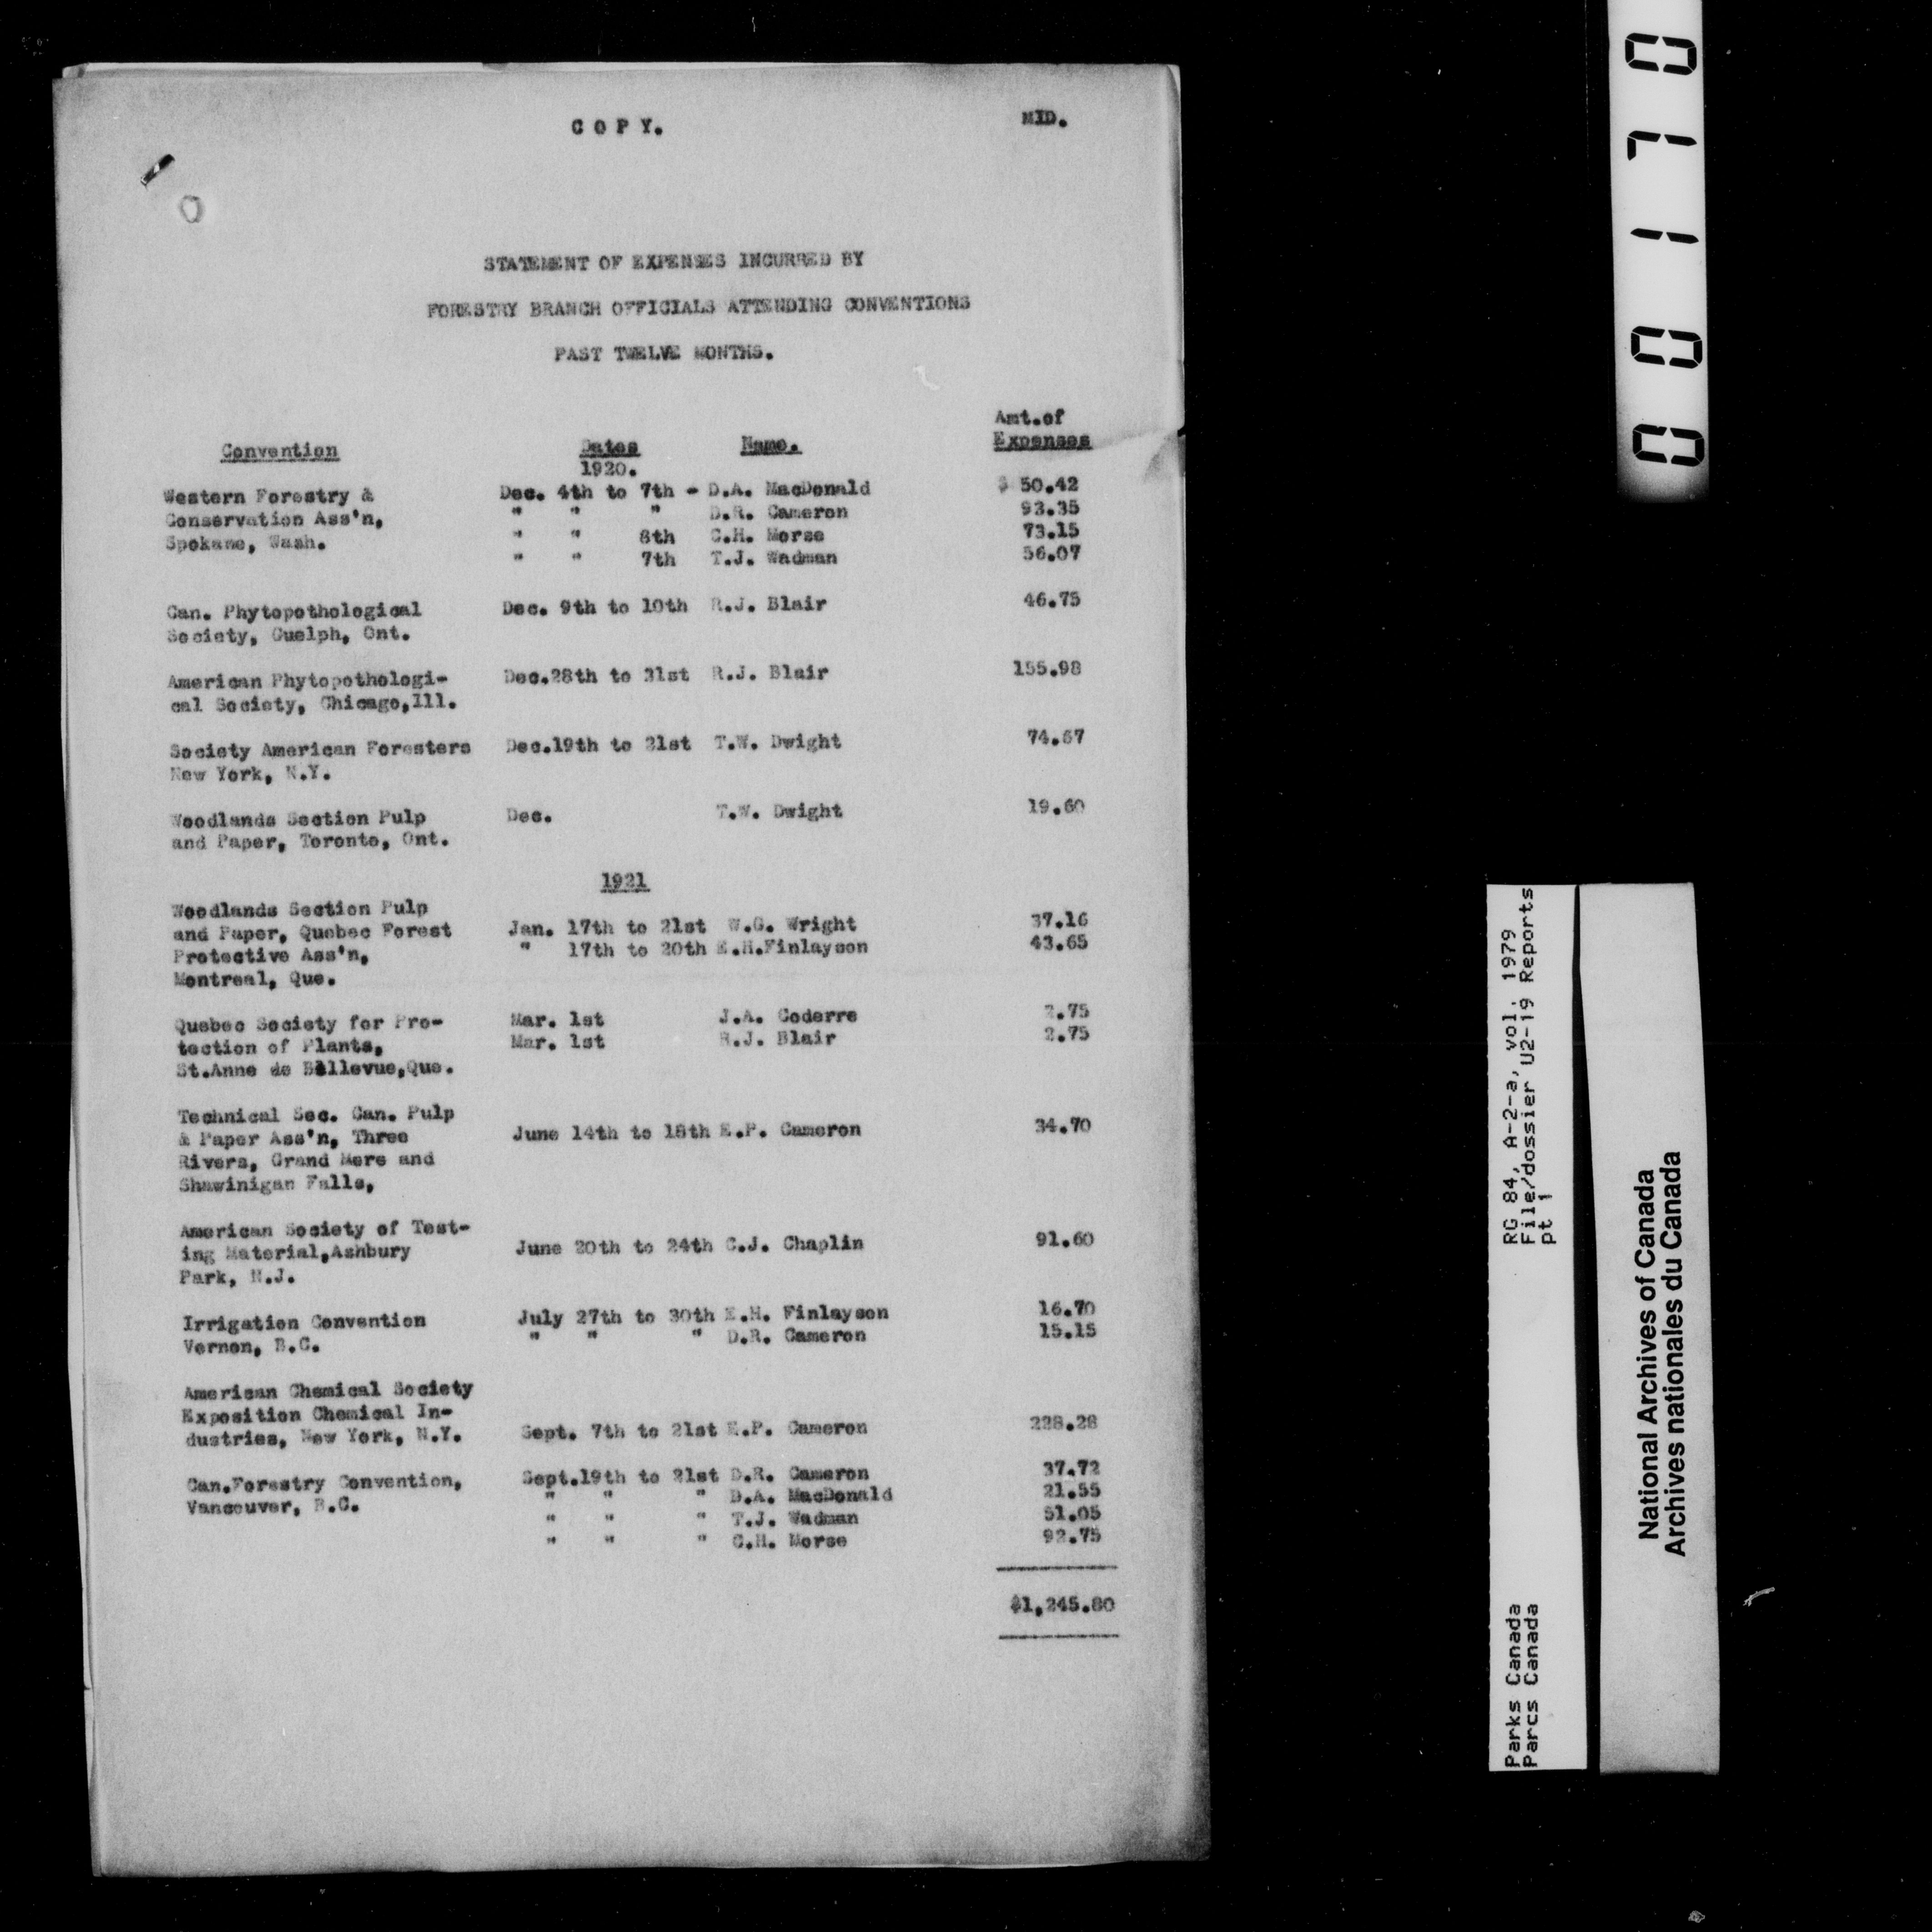 COPY.
MID.
STATEMENT OF EXPENSES INCURRED BY
FORESTRY BRANCH OFFICIALS ATTENDING CONVENTIONS
PAST TWELVE MONTHS.
Convention Dates Name. Amt.of Expenses
1920.
Western Forestry & Dec. 4th to 7th - D.A. MacDonald $ 50.42
Conservation Ass'n, " " " D.R. Cameron 93.35
Spokane, Wash. " " 8th C.H. Morse 73.15
" " 7th T.J. Wadman 56.07
Can. Phytopothological Dec. 9th to 10th R.J. Blair 46.75
Society, Guelph, Ont.
American Phytopothologi- Dec.28th to 31st R.J. Blair 155.98
cal Society, Chicago,Ill.
Society American Foresters Dec.19th to 21st T.W. Dwight 74.67
New York, N.Y.
Woodlands Section Pulp Dec. T.W. Dwight 19.60
and Paper, Toronto, Ont.
1921
Woodlands Section Pulp
and Paper, Quebec Forest Jan. 17th to 21st W.G. Wright 37.16
Protective Ass'n, " 17th to 20th E.H.Finlayson 43.65
Montreal, Que.
Quebec Society for Pro- Mar. 1st J.A. Coderre 2.75
tection of Plants, Mar. 1st R.J. Blair 2.75
St.Anne de Bellevue,Que.
Technical Sec. Can. Pulp
& Paper Ass'n, Three June 14th to 18th E.P. Cameron 34.70
Rivers, Grand Mere and
Shawinigan Falls,
American Society of Test-
ing Material,Ashbury June 20th to 24th C.J. Chaplin 91.60
Park, N.J.
Irrigation Convention July 27th to 30th E.H. Finlayson 16.70
Vernon, B.C. " " " D.R. Cameron 15.15
American Chemical Society
Exposition Chemical In-
dustries, New York, N.Y. Sept. 7th to 21st E.P. Cameron 228.28
Can.Forestry Convention, Sept.19th to 21st D.R. Cameron 37.72
Vancouver, B.C. " " " D.A. MacDonald 21.55
" " " T.J. Wadman 51.05
" " " C.H. Morse 92.75
$1,245.80
00170
RG 84, A-2-a, vol. 1979
File/dossier U2-19 Reports
pt 1
Parks Canada
Parcs Canada
National Archives of Canada
Archives nationales du Canada